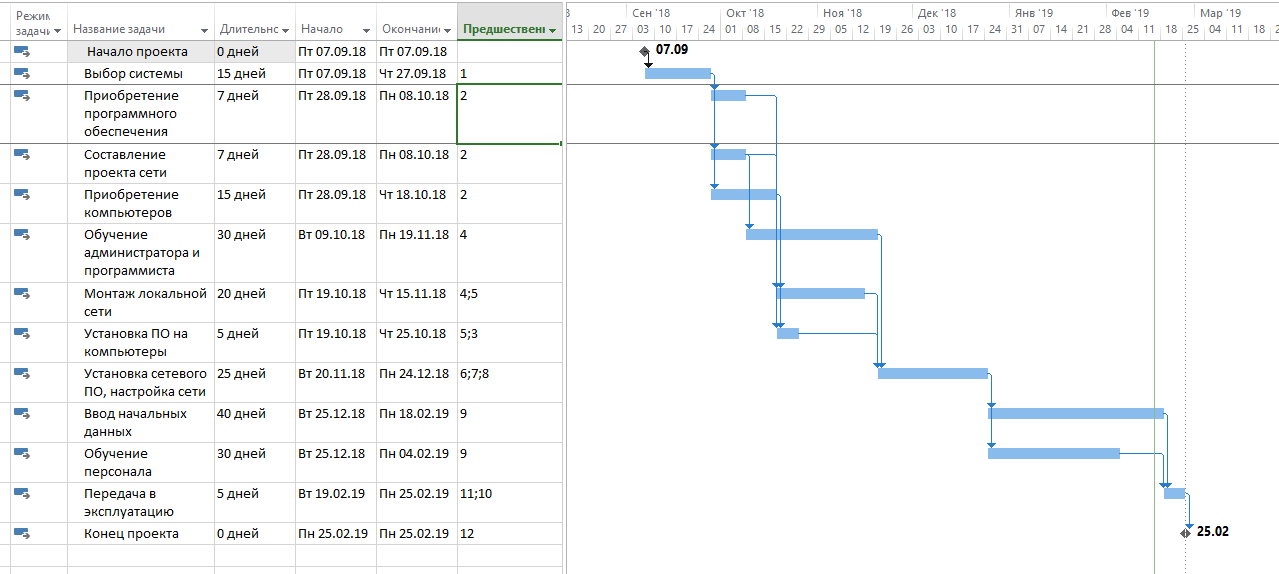 Режим
задачи
Название задачи
Длительно
Начало
Окончани
Предшественн
Сен '18
Окт '18
Ноя '18
Дек '18
Янв '19
Фев '19
Мар '19
13 20 27 03 10 17 24 01 08 15 22 29 05 12 19 26 03 10 17 24 31 07 14 21 28 04 11 18 25 04 11 18 2
Начало проекта
0 дней
Пт 07.09.18
Пт 07.09.18
07.09
Выбор системы
15 дней
Пт 07.09.18
Чт 27.09.18
1
Приобретение
программного
обеспечения
7 дней
Пт 28.09.18
Пн 08.10.18
2
Составление
проекта сети
7 дней
Пт 28.09.18
Пн 08.10.18
2
Приобретение
компьютеров
15 дней
Пт 28.09.18
Чт 18.10.18
2
Обучение
администратора и
программиста
30 дней
Вт 09.10.18
Пн 19.11.18
4
Монтаж локальной
сети
20 дней
Пт 19.10.18
Чт 15.11.18
4;5
Установка ПО на
компьютеры
5 дней
Пт 19.10.18
Чт 25.10.18
5;3
Установка сетевого
ПО, настройка сети
25 дней
Вт 20.11.18
Пн 24.12.18
6;7;8
Ввод начальных
данных
40 дней
Вт 25.12.18
Пн 18.02.19
9
Обучение
персонала
30 дней
Вт 25.12.18
Пн 04.02.19
9
Передача в
эксплуатацию
5 дней
Вт 19.02.19
Пн 25.02.19
11;10
Конец проекта
0 дней
Пн 25.02.19
Пн 25.02.19
12
25.02